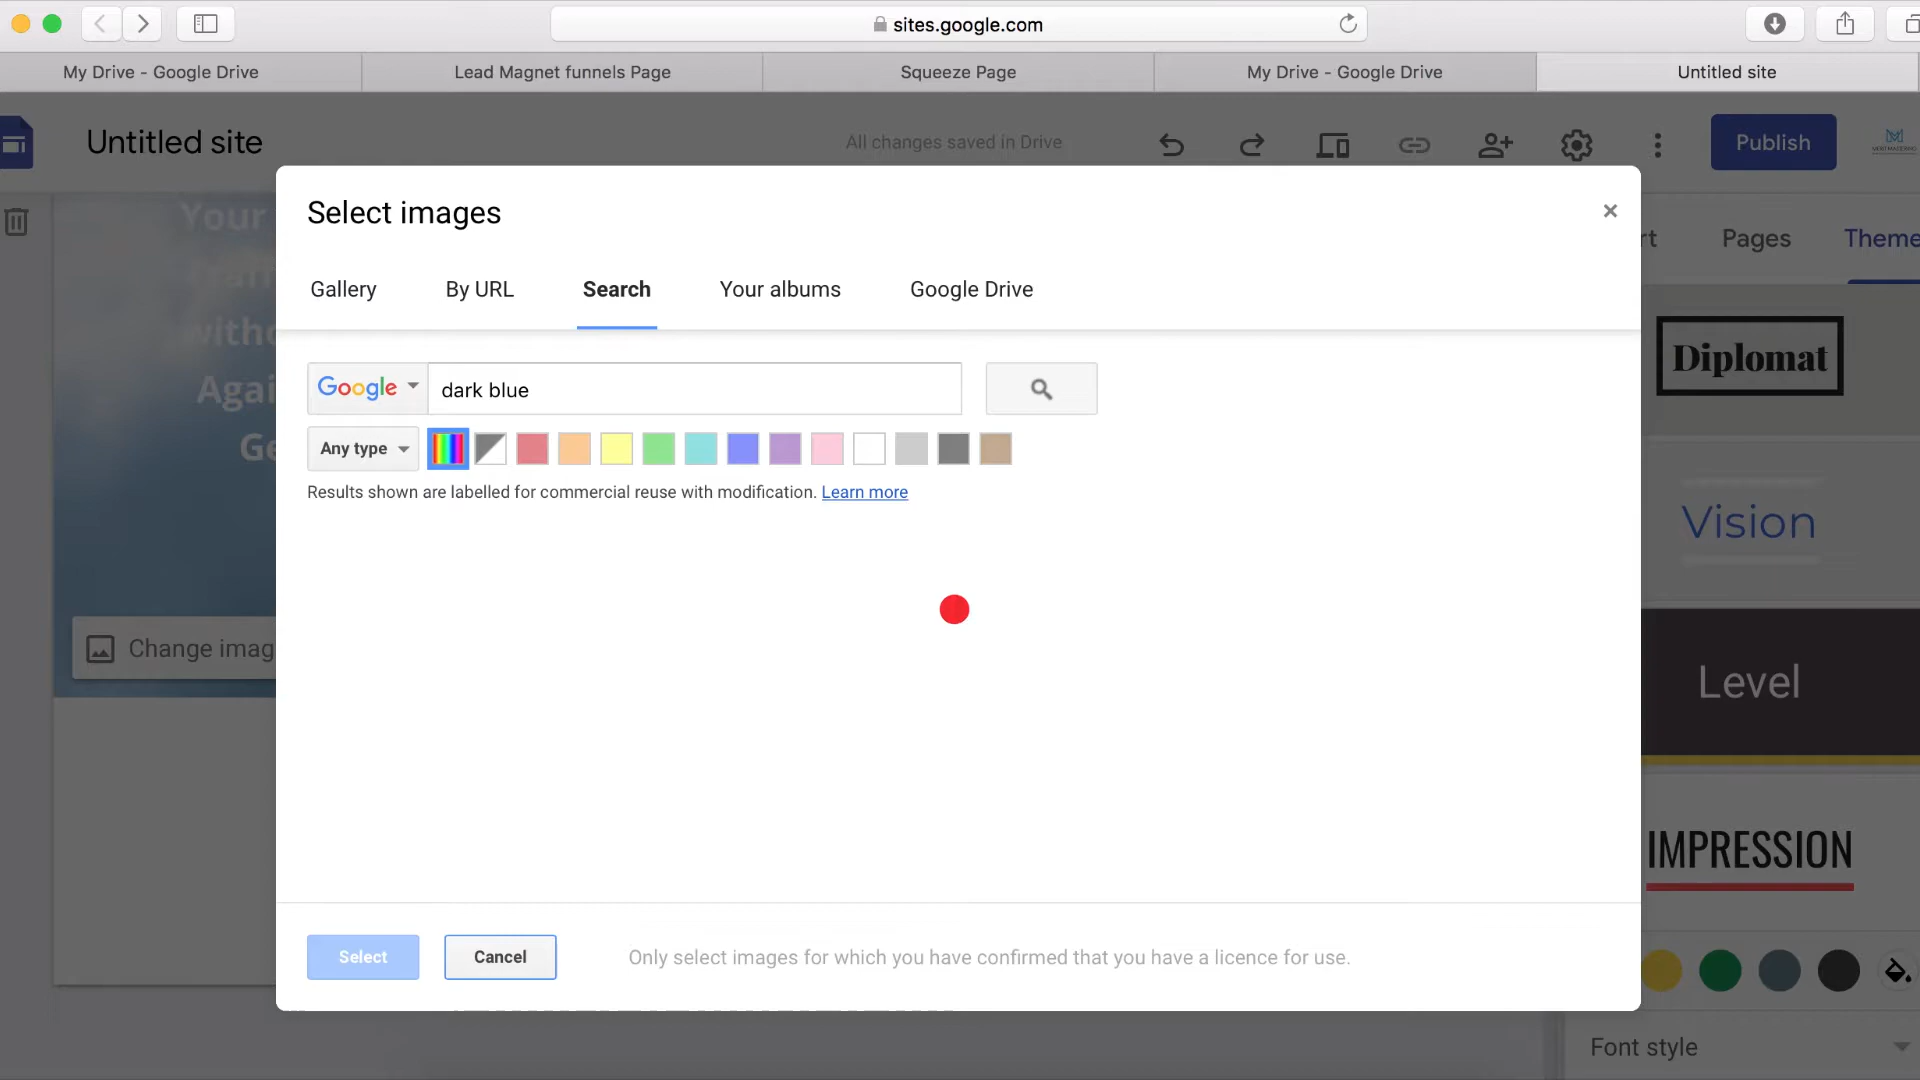 sites.google.com
My Drive - Google Drive
Lead Magnet funnels Page
Squeeze Page
My Drive - Google Drive
Untitled site
Untitled site
All changes saved in Drive
Publish
Select images
Pages
Theme
Gallery
By URL
Search
Your albums
Google Drive
Your
Google
dark blue
Diplomat
Any type
Results shown are labelled for commercial reuse with modification. Learn more
Vision
Change imag
Level
IMPRESSION
Select
Cancel
Only select images for which you have confirmed that you have a licence for use.
Font style